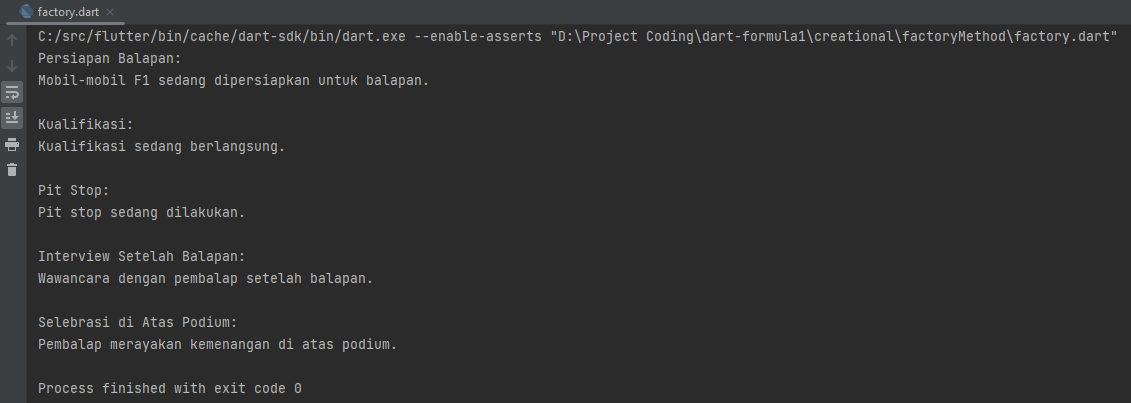 factory.dart
C:/src/flutter/bin/cache/dart-sdk/bin/dart.exe --enable-asserts "D:\Project Coding\dart-formula1\creational\factoryMethod\factory.dart"
Persiapan Balapan:
Mobil-mobil F1 sedang dipersiapkan untuk balapan.
Kualifikasi:
Kualifikasi sedang berlangsung.
Pit Stop:
Pit stop sedang dilakukan.
Interview Setelah Balapan:
Wawancara dengan pembalap setelah balapan.
Selebrasi di Atas Podium:
Pembalap merayakan kemenangan di atas podium.
Process finished with exit code 0